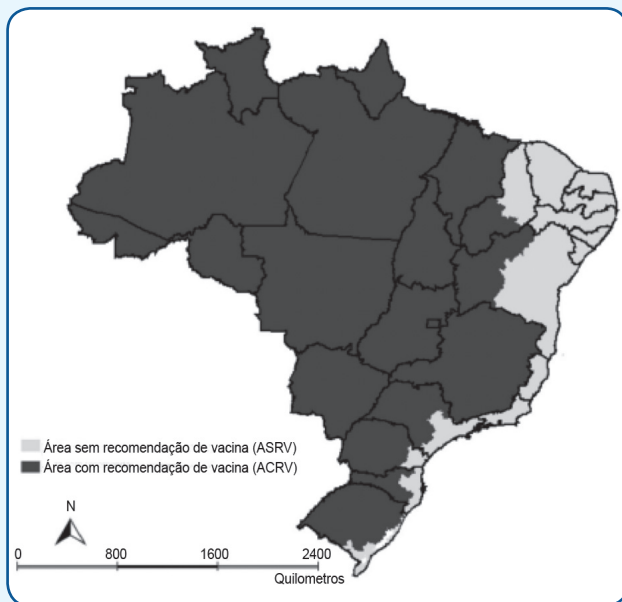 Área sem recomendação de vacina (ASRV)
Área com recomendação de vacina (ACRV)
N
0 800 1600 2400
Quilometros